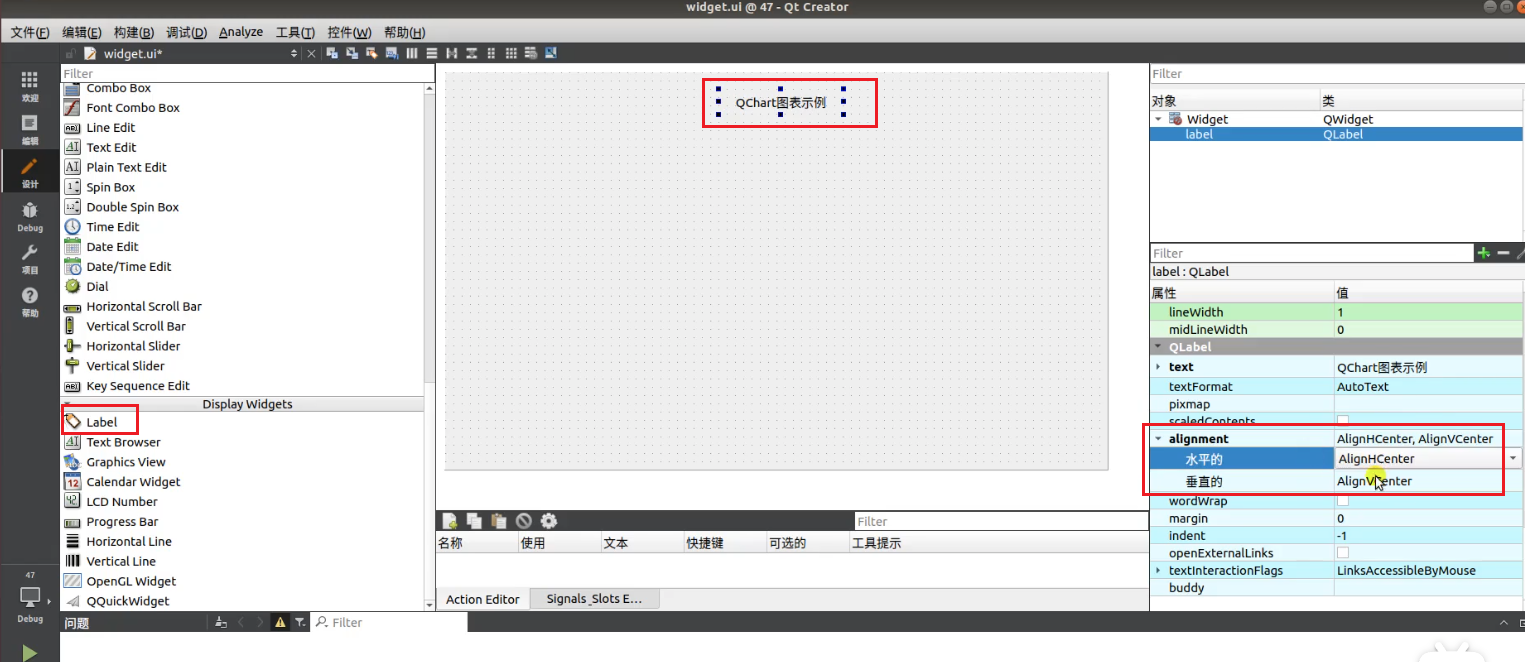 widget.ui @ 47 - Qt Creator
文件(F) 编辑(E) 构建(B) 调试(D) Analyze 工具(T) 控件(W) 帮助(H)
widget.ui*
欢迎
编辑
设计
Debug
项目
帮助
47
Debug
Filter
Combo Box
Font Combo Box
Line Edit
Text Edit
Plain Text Edit
Spin Box
Double Spin Box
Time Edit
Date Edit
Date/Time Edit
Dial
Horizontal Scroll Bar
Vertical Scroll Bar
Horizontal Slider
Vertical Slider
Key Sequence Edit
Display Widgets
Label
Text Browser
Graphics View
Calendar Widget
LCD Number
Progress Bar
Horizontal Line
Vertical Line
OpenGL Widget
QQuickWidget
QChart图表示例
Filter
名称 使用 文本 快捷键 可选的 工具提示
Action Editor Signals_Slots E...
Filter
对象 类
Widget QWidget
label QLabel
Filter
label : QLabel
属性 值
lineWidth 1
midLineWidth 0
QLabel
text QChart图表示例
textFormat AutoText
pixmap
scaledContents
alignment AlignHCenter, AlignVCenter
水平的 AlignHCenter
垂直的 AlignVCenter
wordWrap
margin 0
indent -1
openExternalLinks
textInteractionFlags LinksAccessibleByMouse
buddy
问题 Filter